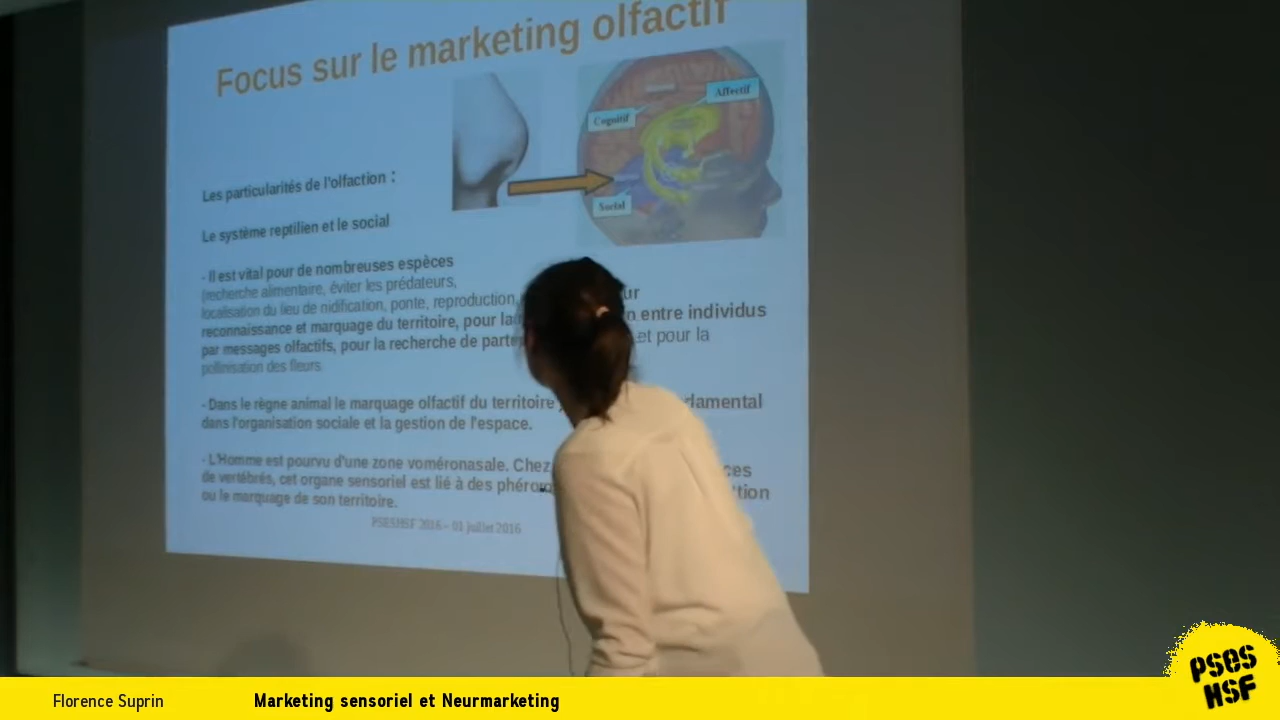 Focus sur le marketing olfactif
Affectif
Cognitif
Social
Les particularités de l'olfaction :
Le système reptilien et le social
- Il est vital pour de nombreuses espèces
(recherche alimentaire, éviter les prédateurs,
localisation du lieu de nidification, ponte, reproduction, ur
reconnaissance et marquage du territoire, pour la n entre individus
par messages olfactifs, pour la recherche de parte et pour la
pollinisation des fleurs
- Dans le règne animal le marquage olfactif du territoire damental
dans l'organisation sociale et la gestion de l'espace.
- L'Homme est pourvu d'une zone voméronasale. Chez ces
de vertébrés, cet organe sensoriel est lié à des phéro tion
ou le marquage de son territoire.
PSESHSF 2016 – 01 juillet 2016
PSES
HSF
Florence Suprin Marketing sensoriel et Neurmarketing